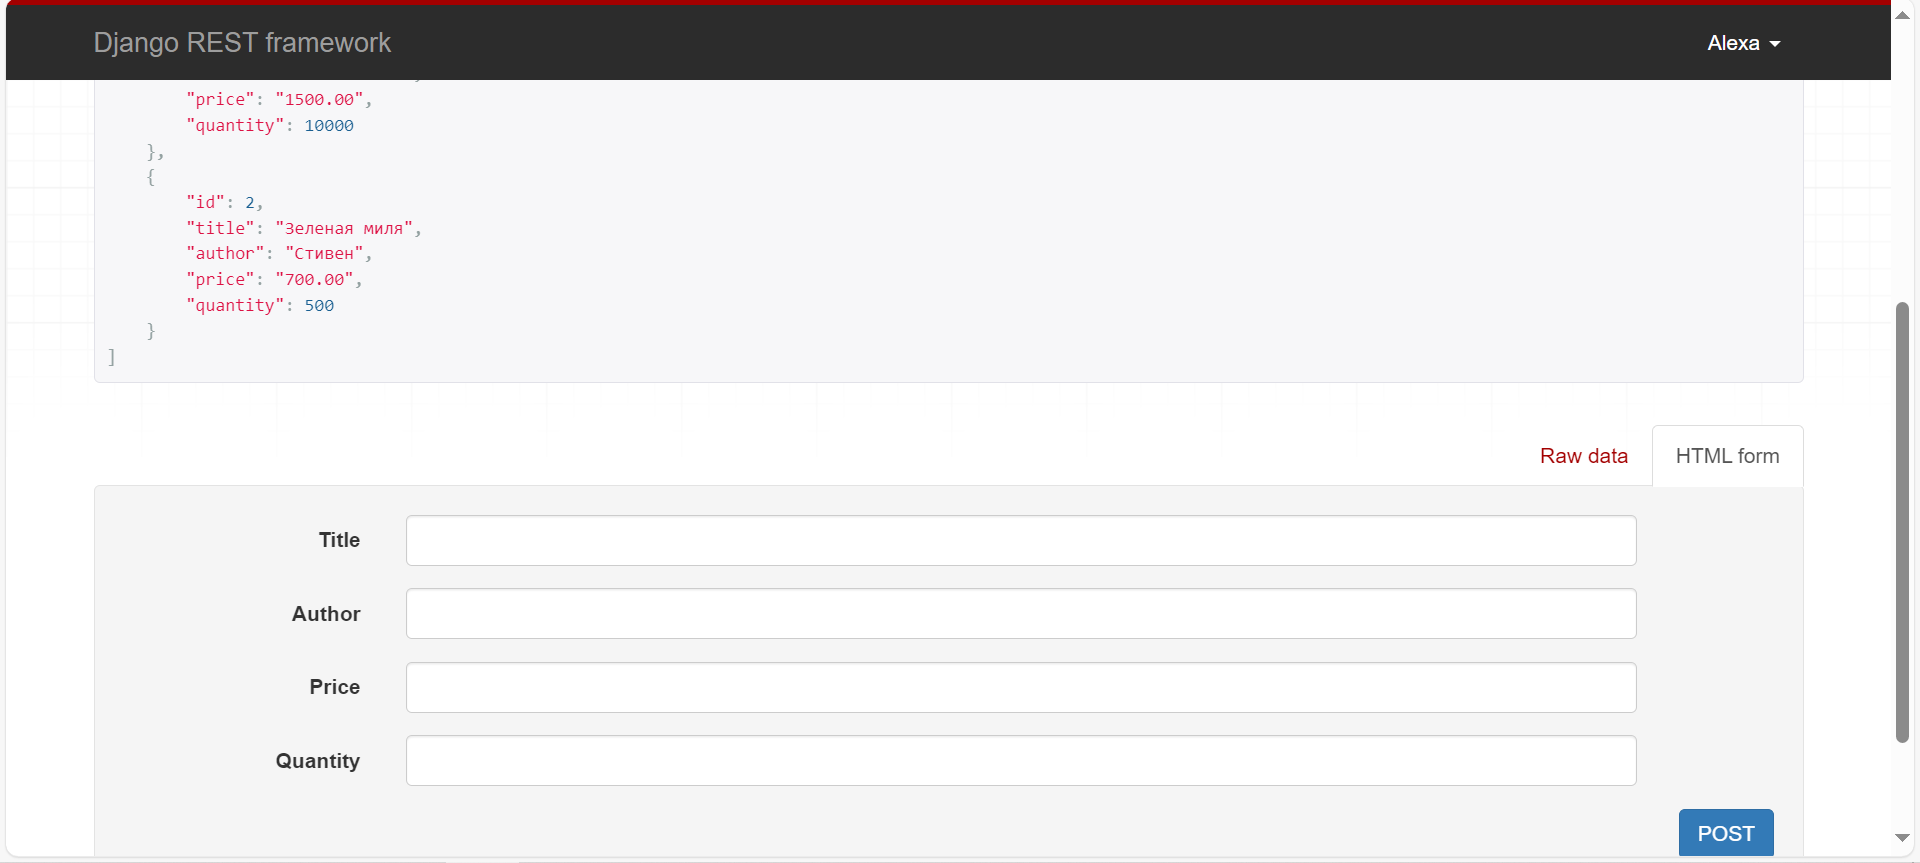 Django REST framework
Alexa
"price": "1500.00",
"quantity": 10000
},
{
"id": 2,
"title": "Зеленая миля",
"author": "Стивен",
"price": "700.00",
"quantity": 500
}
]
Raw data
HTML form
Title
Author
Price
Quantity
POST